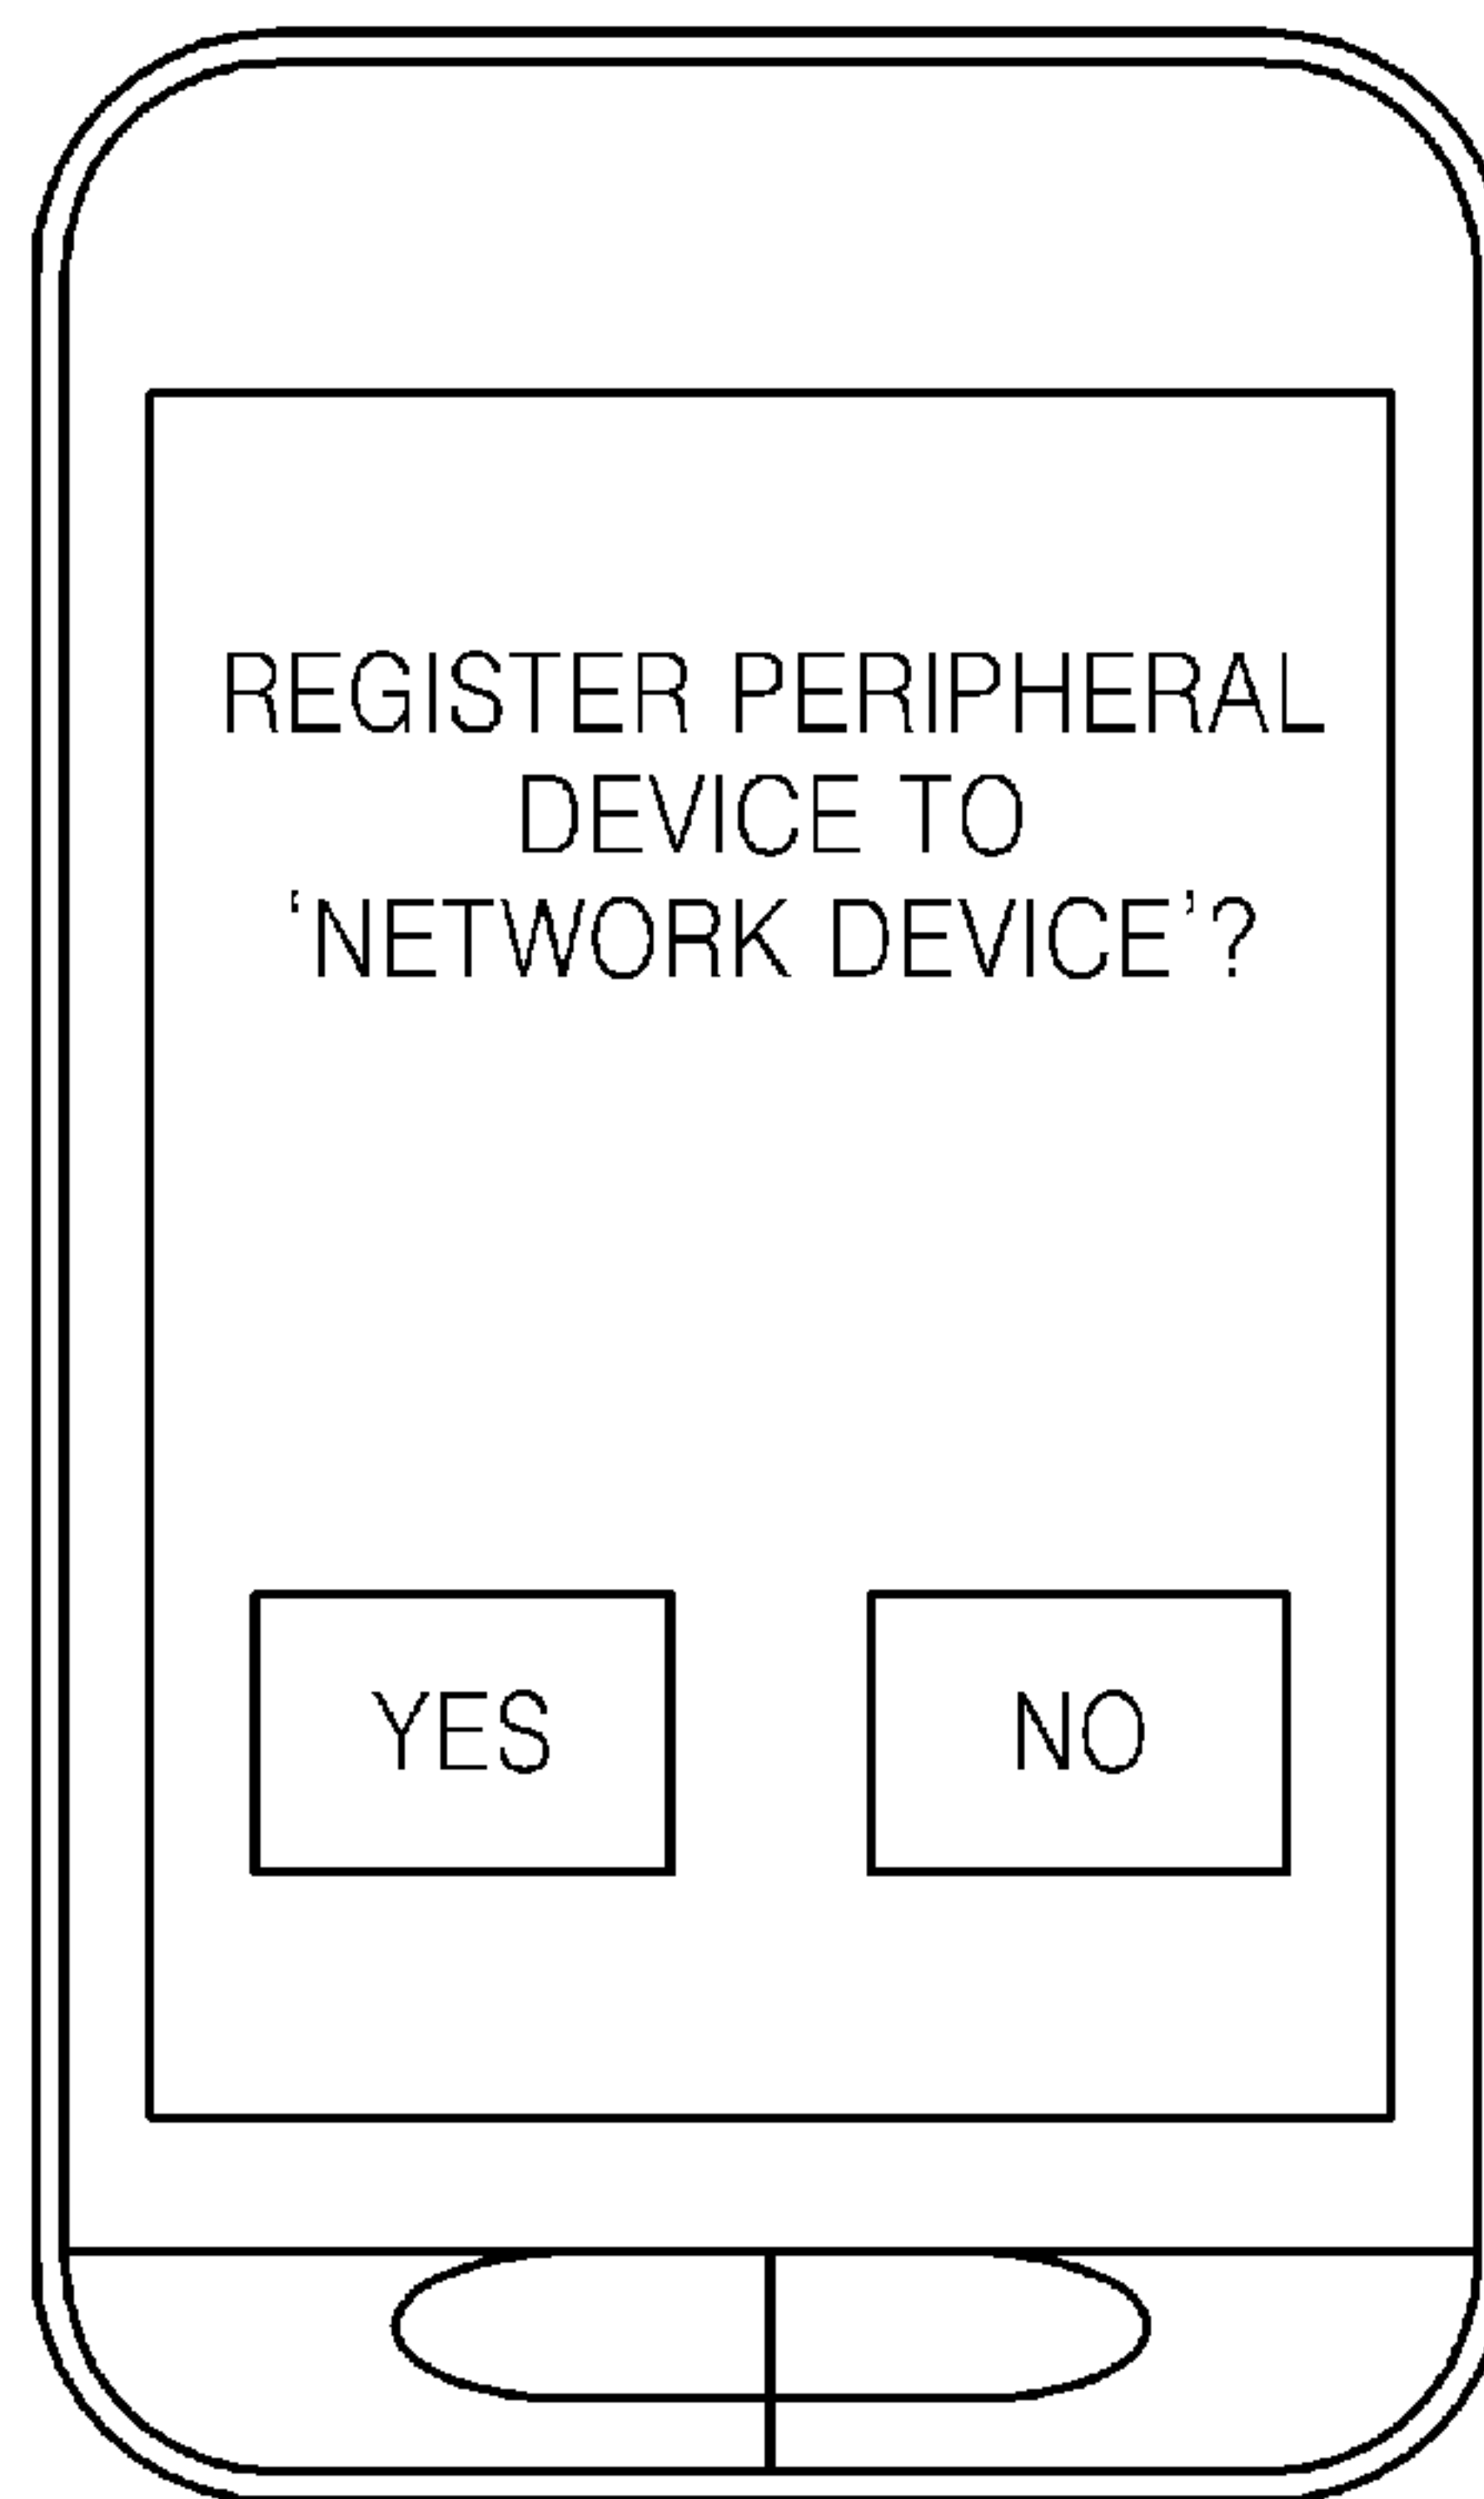 REGISTER PERIPHERAL
DEVICE TO
‘NETWORK DEVICE’?
YES
NO